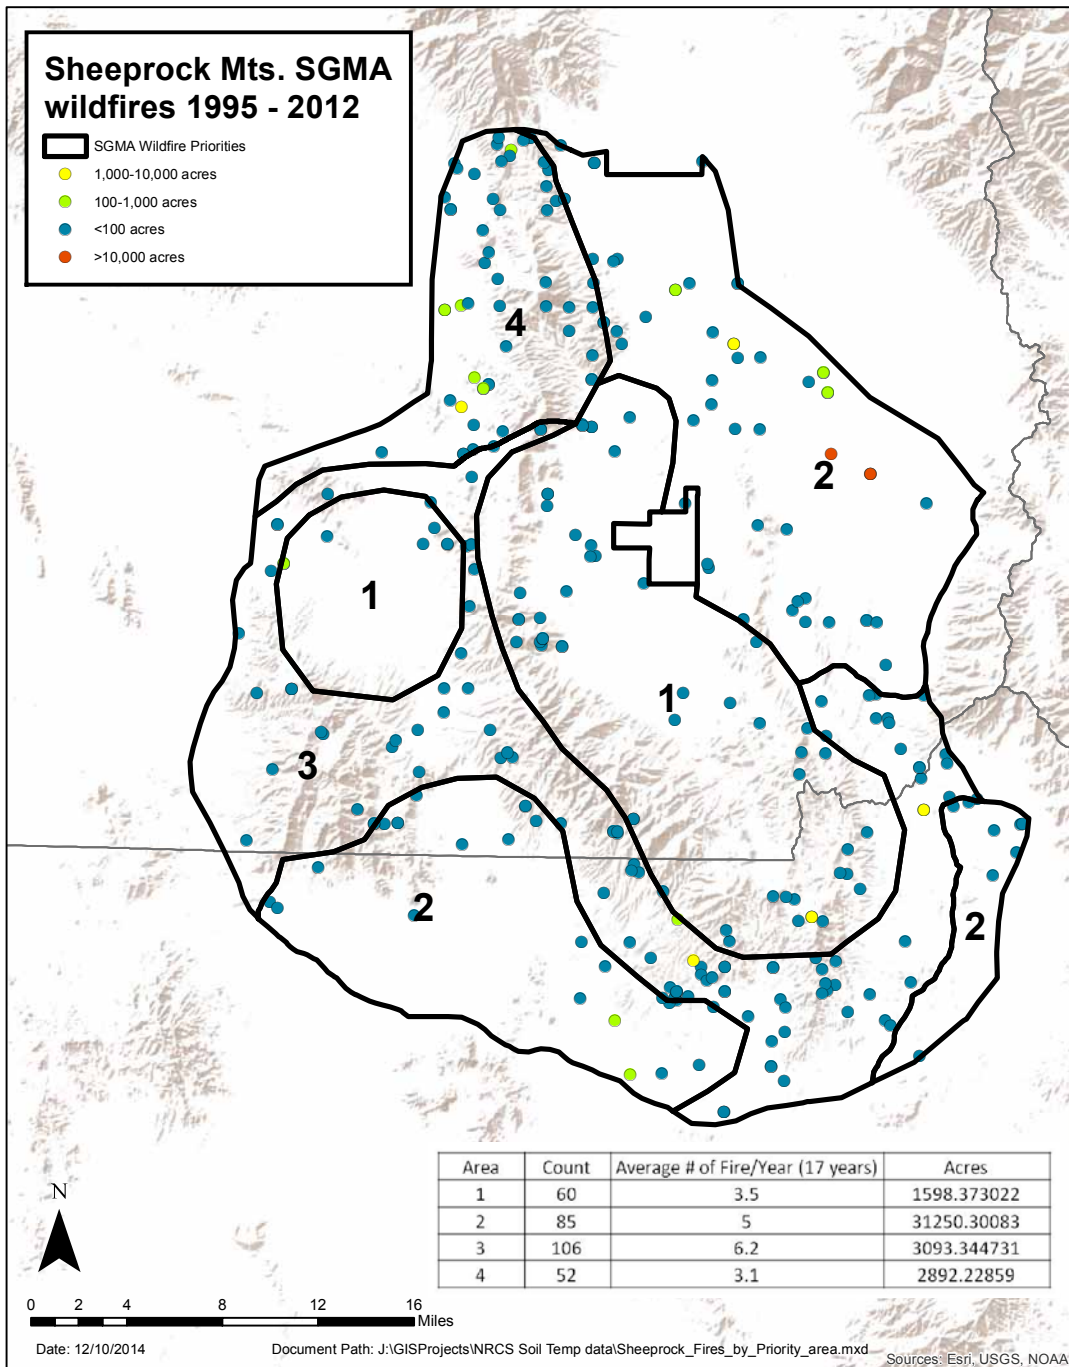 Sheeprock Mts. SGMA
wildfires 1995 - 2012
SGMA Wildfire Priorities
1,000-10,000 acres
100-1,000 acres
<100 acres
>10,000 acres
4
2
1
1
3
2
2
Area Count Average # of Fire/Year (17 years) Acres
1 60 3.5 1598.373022
2 85 5 31250.30083
3 106 6.2 3093.344731
4 52 3.1 2892.22859
N
0 2 4 8 12 16
Miles
Date: 12/10/2014 Document Path: J:\GISProjects\NRCS Soil Temp data\Sheeprock_Fires_by_Priority_area.mxd
Sources: Esri, USGS, NOAA